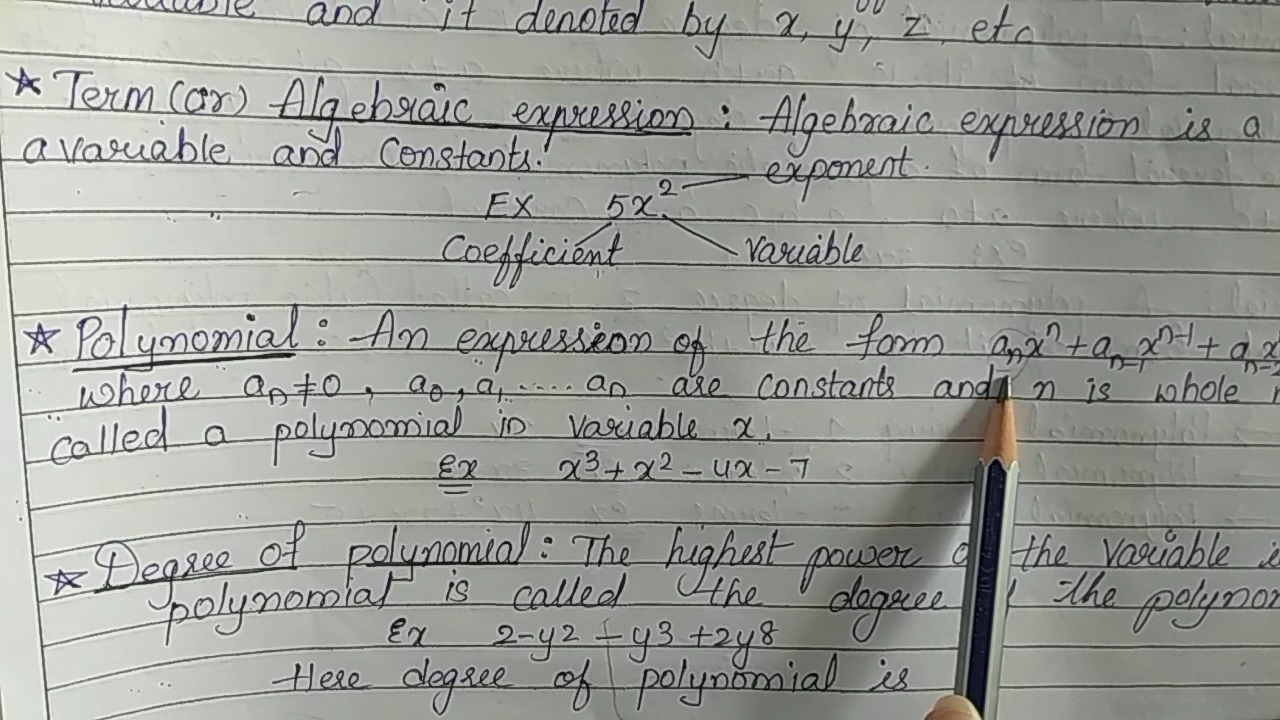 and it denoted by x, y, z, etc
★ Term (or) Algebraic expression : Algebraic expression is a
a variable and constants.
exponent.
EX 5x²
Coefficient variable
★ Polynomial : An expression of the form aₙxⁿ + aₙ₋₁xⁿ⁻¹ + aₙ₋₂x
where aₙ ≠ 0 , a₀, a₁ ..... aₙ are constants and n is whole
called a polynomial in variable x.
Ex x³ + x² - 4x - 7
★ Degree of polynomial : The highest power the variable
polynomial is called the degree the
Ex 2-y2 - y3 + 2y8
Here degree of polynomial is